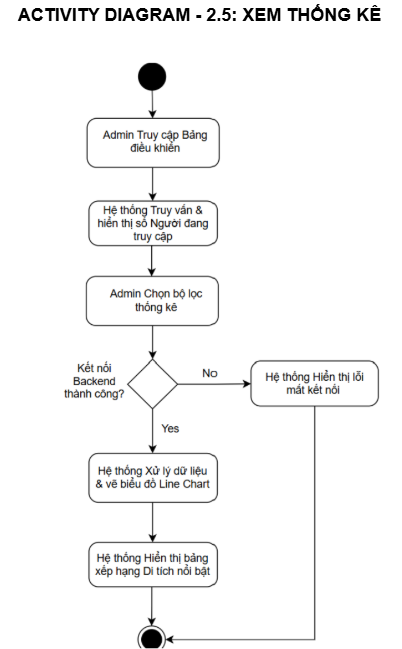 ACTIVITY DIAGRAM - 2.5: XEM THỐNG KÊ
Admin Truy cập Bảng
điều khiển
Hệ thống Truy vấn &
hiển thị số Người đang
truy cập
Admin Chọn bộ lọc
thống kê
Kết nối
Backend
thành công?
No
Hệ thống Hiển thị lỗi
mất kết nối
Yes
Hệ thống Xử lý dữ liệu
& vẽ biểu đồ Line Chart
Hệ thống Hiển thị bảng
xếp hạng Di tích nổi bật